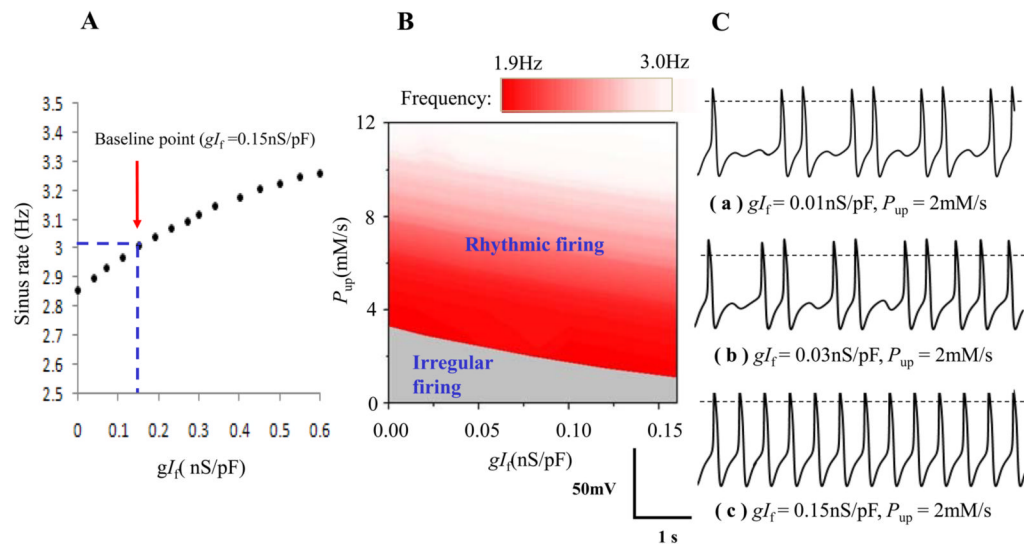 A
3.5
3.4
3.3
3.2
3.1
3
2.9
2.8
2.7
2.6
2.5
Sinus rate (Hz)
Baseline point (gIf =0.15nS/pF)
0 0.1 0.2 0.3 0.4 0.5 0.6
gIf( nS/pF)
B
1.9Hz 3.0Hz
Frequency:
12
8
4
0
Pup(mM/s)
Rhythmic firing
Irregular
firing
0.00 0.05 0.10 0.15
gIf(nS/pF)
50mV
1 s
C
( a ) gIf = 0.01nS/pF, Pup = 2mM/s
( b ) gIf = 0.03nS/pF, Pup = 2mM/s
( c ) gIf = 0.15nS/pF, Pup = 2mM/s